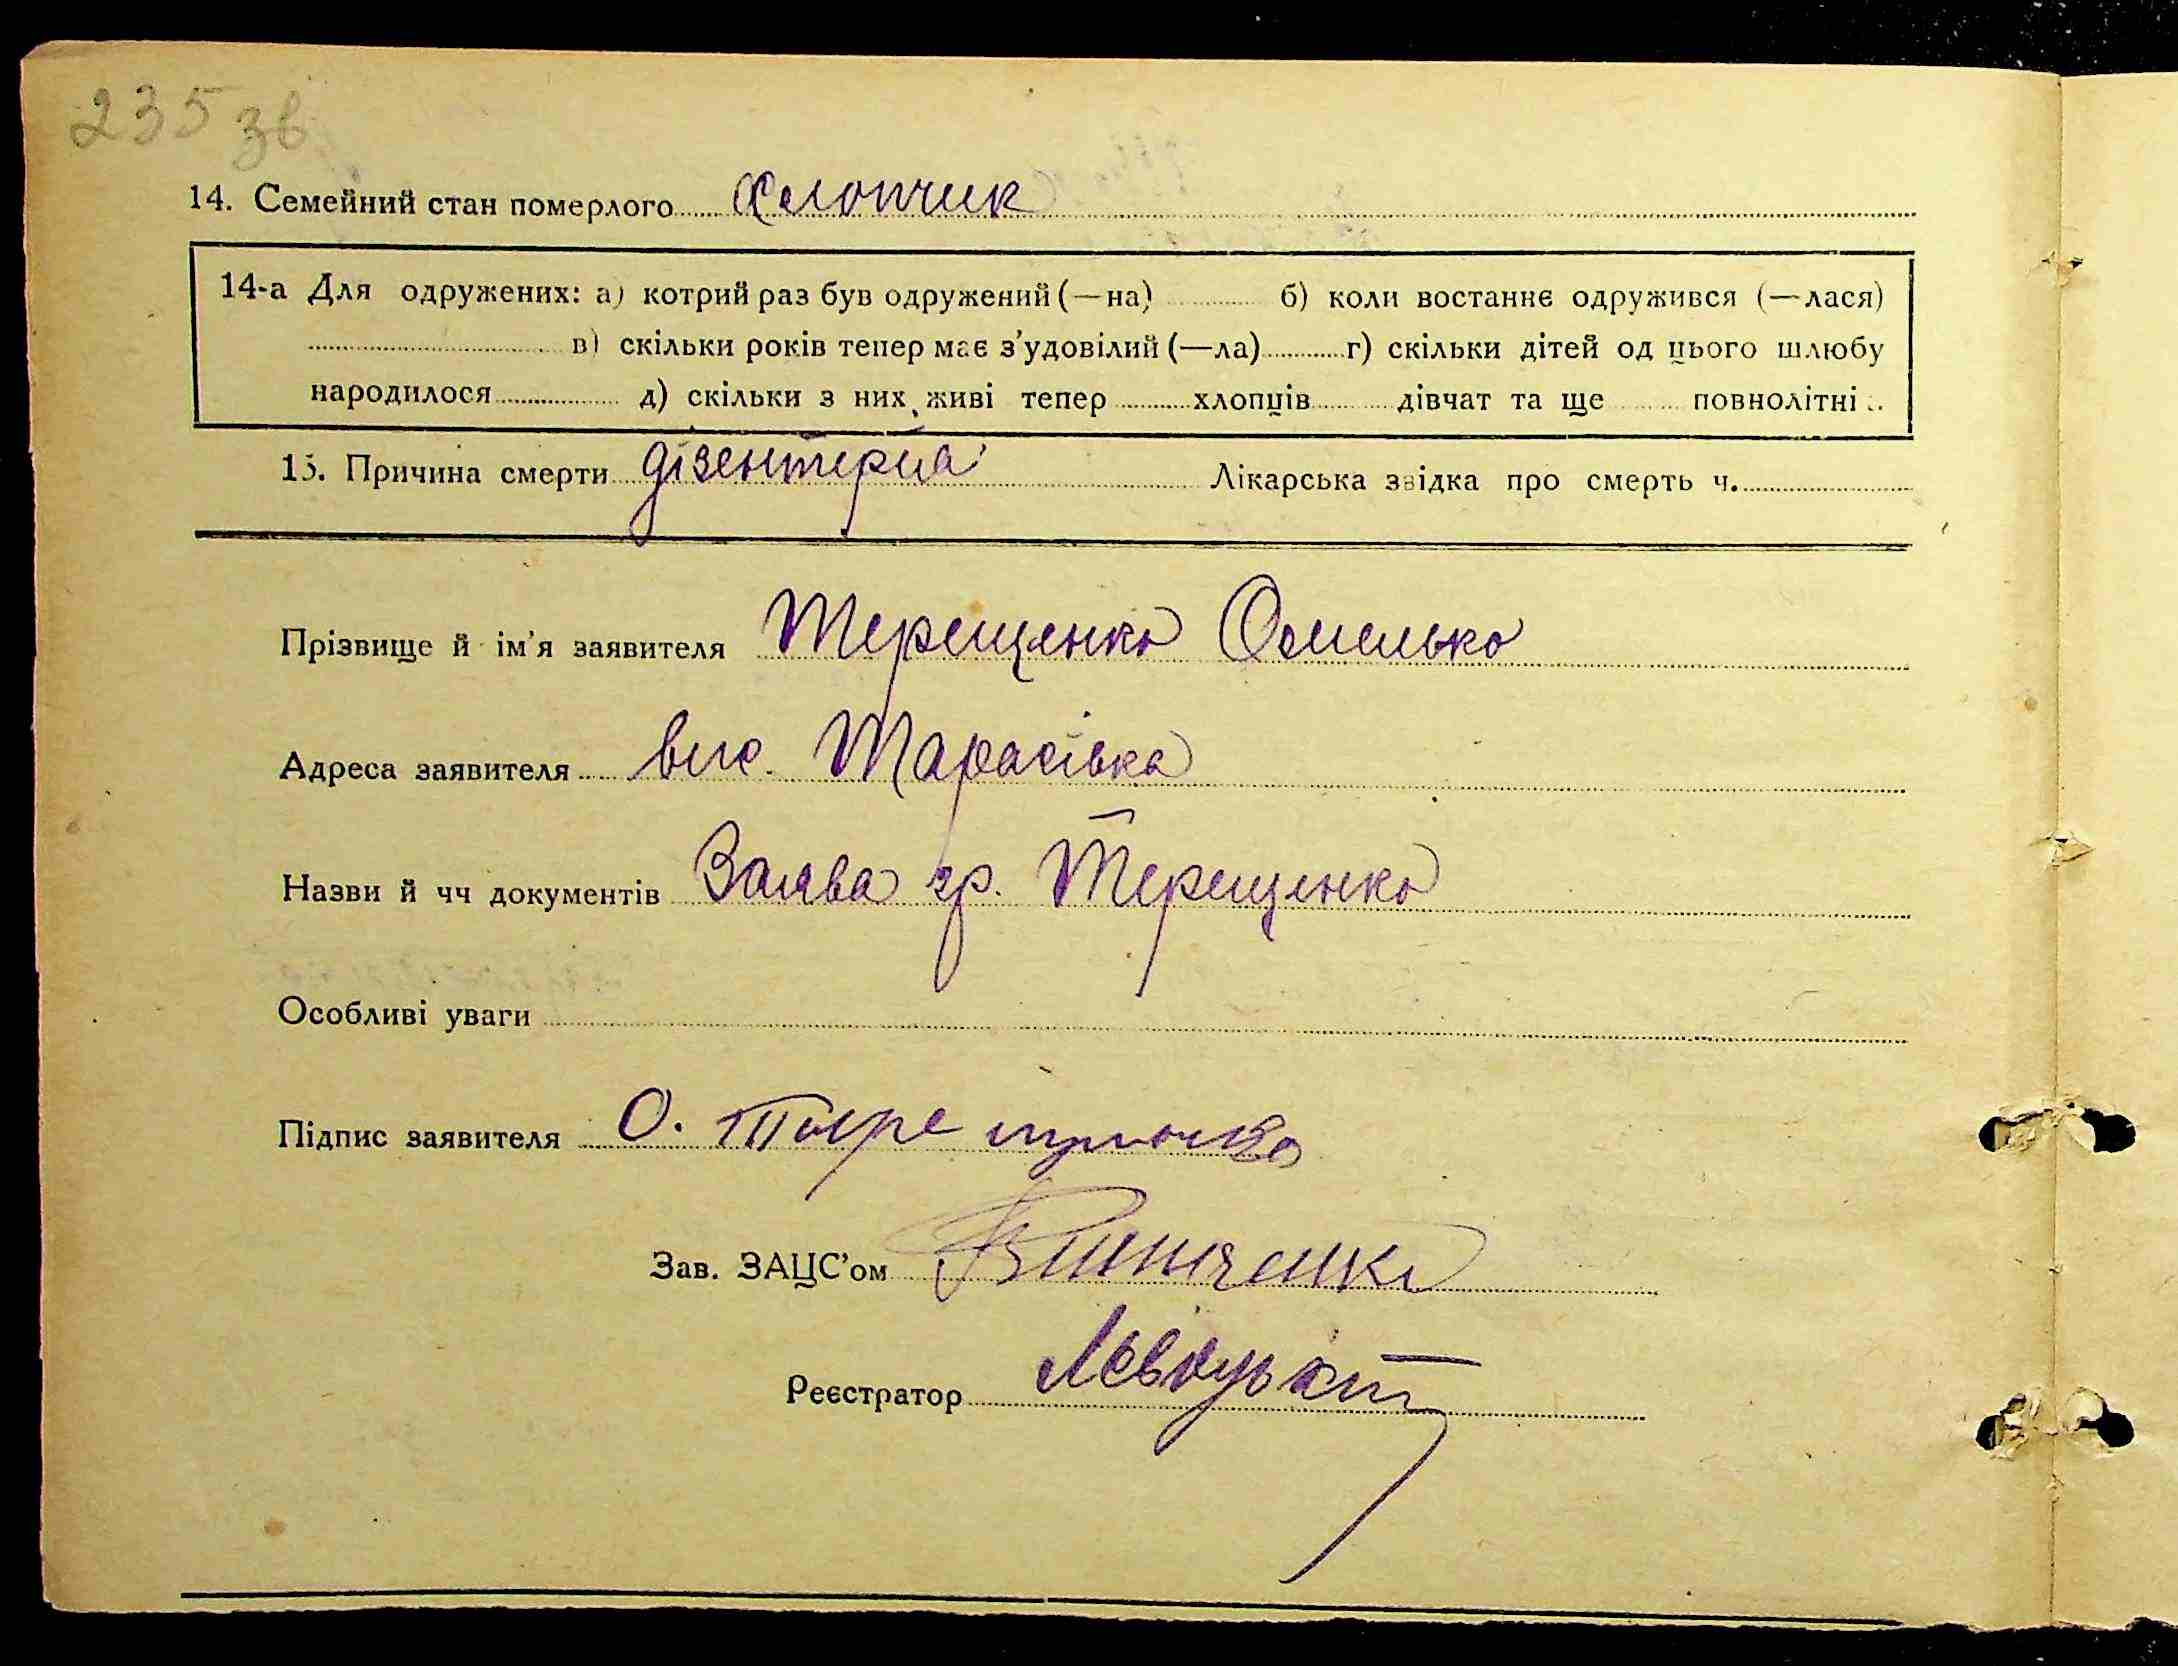 235 зв
14. Семейний стан померлого Хлопчик
14-а Для одружених: а) котрий раз був одружений (—на) б) коли востаннє одружився (—лася)
в) скільки років тепер має з'удовілий (—ла) г) скільки дітей од цього шлюбу
народилося д) скільки з них живі тепер хлопців дівчат та ще повнолітні
15. Причина смерти дізентерия Лікарська звідка про смерть ч.
Прізвище й ім'я заявителя Терещенко Омелько
Адреса заявителя вис. Тарасівка
Назви й чч документів Заява гр. Терещенко
Особливі уваги
Підпис заявителя О.
Зав. ЗАЦС'ом
Реєстратор